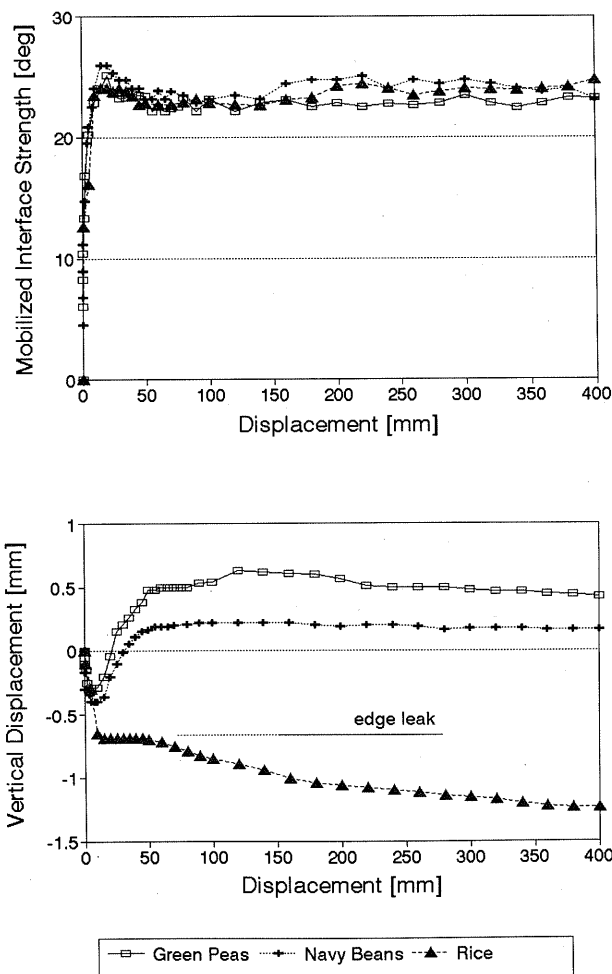 30
20
10
0
Mobilized Interface Strength [deg]
0 50 100 150 200 250 300 350 400
Displacement [mm]
1
0.5
0
-0.5
-1
-1.5
Vertical Displacement [mm]
edge leak
0 50 100 150 200 250 300 350 400
Displacement [mm]
Green Peas Navy Beans Rice